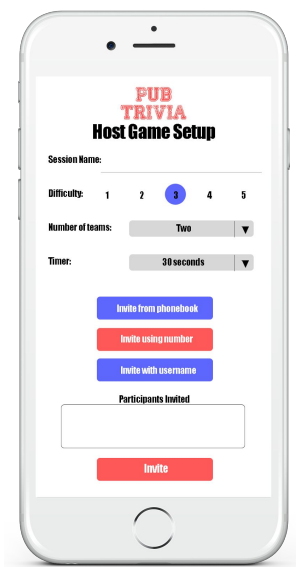 PUB
TRIVIA
Host Game Setup
Session Name:
Difficulty: 1 2 3 4 5
Number of teams: Two ▼
Timer: 30 seconds ▼
Invite from phonebook
Invite using number
Invite with username
Participants Invited
Invite